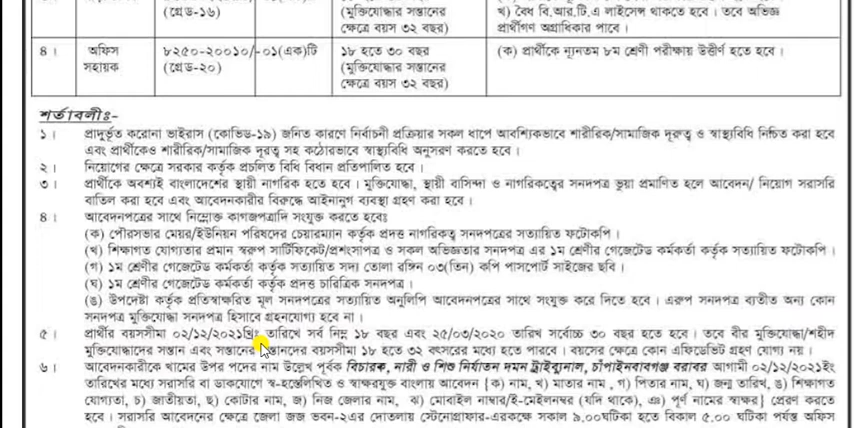 (গ্রেড-১৬)
(মুক্তিযোদ্ধার সন্তানের ক্ষেত্রে বয়স ৩২ বছর)
খ) বৈধ বি.আর.টি.এ লাইসেন্স থাকতে হবে । তবে অভিজ্ঞ প্রার্থীগণ অগ্রাধিকার পাবে ।
৪ । অফিস সহায়ক ৮২৫০-২০০১০/- (গ্রেড-২০) ০১(এক)টি ১৮ হতে ৩০ বছর (মুক্তিযোদ্ধার সন্তানের ক্ষেত্রে বয়স ৩২ বছর) (ক) প্রার্থীকে ন্যূনতম ৮ম শ্রেণী পরীক্ষায় উত্তীর্ণ হতে হবে ।
শর্তাবলীঃ-
১ । প্রাদুর্ভূত করোনা ভাইরাস (কোভিড-১৯) জনিত কারণে নির্বাচনী প্রক্রিয়ার সকল ধাপে আবশ্যিকভাবে শারীরিক/সামাজিক দূরত্ব ও স্বাস্থ্যবিধি নিশ্চিত করা হবে
এবং প্রার্থীকেও শারীরিক/সামাজিক দূরত্ব সহ কঠোরভাবে স্বাস্থ্যবিধি অনুসরণ করতে হবে ।
২ । নিয়োগের ক্ষেত্রে সরকার কর্তৃক প্রচলিত বিধি বিধান প্রতিপালিত হবে ।
৩ । প্রার্থীকে অবশ্যই বাংলাদেশের স্থায়ী নাগরিক হতে হবে । মুক্তিযোদ্ধা, স্থায়ী বাসিন্দা ও নাগরিকত্বের সনদপত্র ভুয়া প্রমাণিত হলে আবেদন/ নিয়োগ সরাসরি
বাতিল করা হবে এবং আবেদনকারীর বিরুদ্ধে আইনানুগ ব্যবস্থা গ্রহণ করা হবে ।
৪ । আবেদনপত্রের সাথে নিম্নোক্ত কাগজপত্রাদি সংযুক্ত করতে হবেঃ
(ক) পৌরসভার মেয়র/ইউনিয়ন পরিষদের চেয়ারম্যান কর্তৃক প্রদত্ত নাগরিকত্ব সনদপত্রের সত্যায়িত ফটোকপি ।
(খ) শিক্ষাগত যোগ্যতার প্রমান স্বরুপ সার্টিফিকেট/প্রশংসাপত্র ও সকল অভিজ্ঞতার সনদপত্র এর ১ম শ্রেণীর গেজেটেড কর্মকর্তা কর্তৃক সত্যায়িত ফটোকপি ।
(গ) ১ম শ্রেণীর গেজেটেড কর্মকর্তা কর্তৃক সত্যায়িত সদ্য তোলা রঙ্গিন ০৩(তিন) কপি পাসপোর্ট সাইজের ছবি ।
(ঘ) ১ম শ্রেণীর গেজেটেড কর্মকর্তা কর্তৃক প্রদত্ত চারিত্রিক সনদপত্র ।
(ঙ) উপদেষ্টা কর্তৃক প্রতিস্বাক্ষরিত মূল সনদপত্রের সত্যায়িত অনুলিপি আবেদনপত্রের সাথে সংযুক্ত করে দিতে হবে । এরুপ সনদপত্র ব্যতীত অন্য কোন
সনদপত্র মুক্তিযোদ্ধা সনদপত্র হিসাবে গ্রহনযোগ্য হবে না ।
৫ । প্রার্থীর বয়সসীমা ০২/১২/২০২১খ্রিঃ তারিখে সর্ব নিম্ন ১৮ বছর এবং ২৫/০৩/২০২০ তারিখ সর্বোচ্চ ৩০ বছর হতে হবে । তবে বীর মুক্তিযোদ্ধা/শহীদ
মুক্তিযোদ্ধাদের সন্তান এবং সন্তানের সন্তানদের বয়সসীমা ১৮ হতে ৩২ বৎসরের মধ্যে হতে পারবে । বয়সের ক্ষেত্রে কোন এফিডেভিট গ্রহণ যোগ্য নয় ।
৬ । আবেদনকারীকে খামের উপর পদের নাম উল্লেখ পূর্বক বিচারক, নারী ও শিশু নির্যাতন দমন ট্রাইব্যুনাল, চাঁপাইনবাবগঞ্জ বরাবর আগামী ০২/১২/২০২১ইং
তারিখের মধ্যে সরাসরি বা ডাকযোগে স্ব-হস্তেলিখিত ও স্বাক্ষরযুক্ত বাংলায় আবেদন {ক) নাম, খ) মাতার নাম , গ) পিতার নাম, ঘ) জন্ম তারিখ, ঙ) শিক্ষাগত
যোগ্যতা, চ) জাতীয়তা, ছ) কোটার নাম, জ) নিজ জেলার নাম, ঝ) মোবাইল নাম্বার/ই-মেইলনম্বর (যদি থাকে), ঞ) পূর্ণ নামের স্বাক্ষর} প্রেরণ করতে
হবে । সরাসরি আবেদনের ক্ষেত্রে জেলা জজ ভবন-২এর দোতলায় স্টেনোগ্রাফার-এরকক্ষে সকাল ৯.০০ঘটিকা হতে বিকাল ৫.০০ ঘটিকা পর্যন্ত অফিস